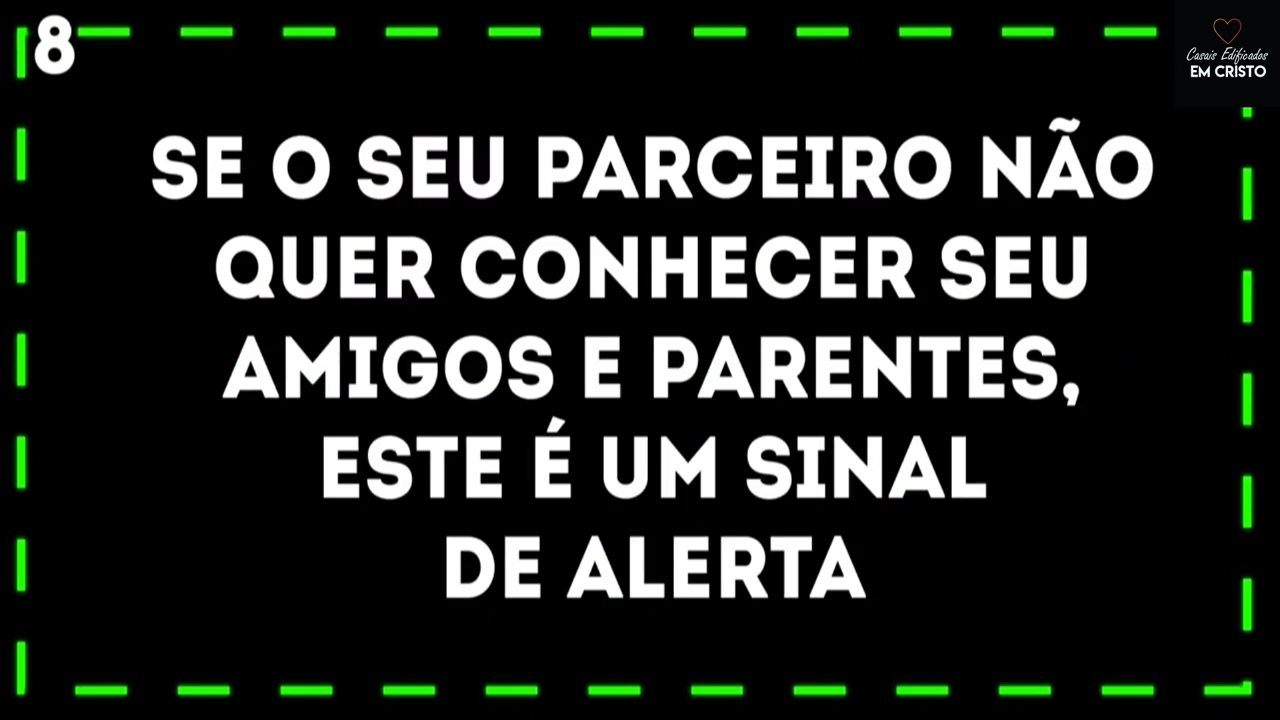 8
Casais Edificados
EM CRISTO
SE O SEU PARCEIRO NÃO
QUER CONHECER SEU
AMIGOS E PARENTES,
ESTE É UM SINAL
DE ALERTA